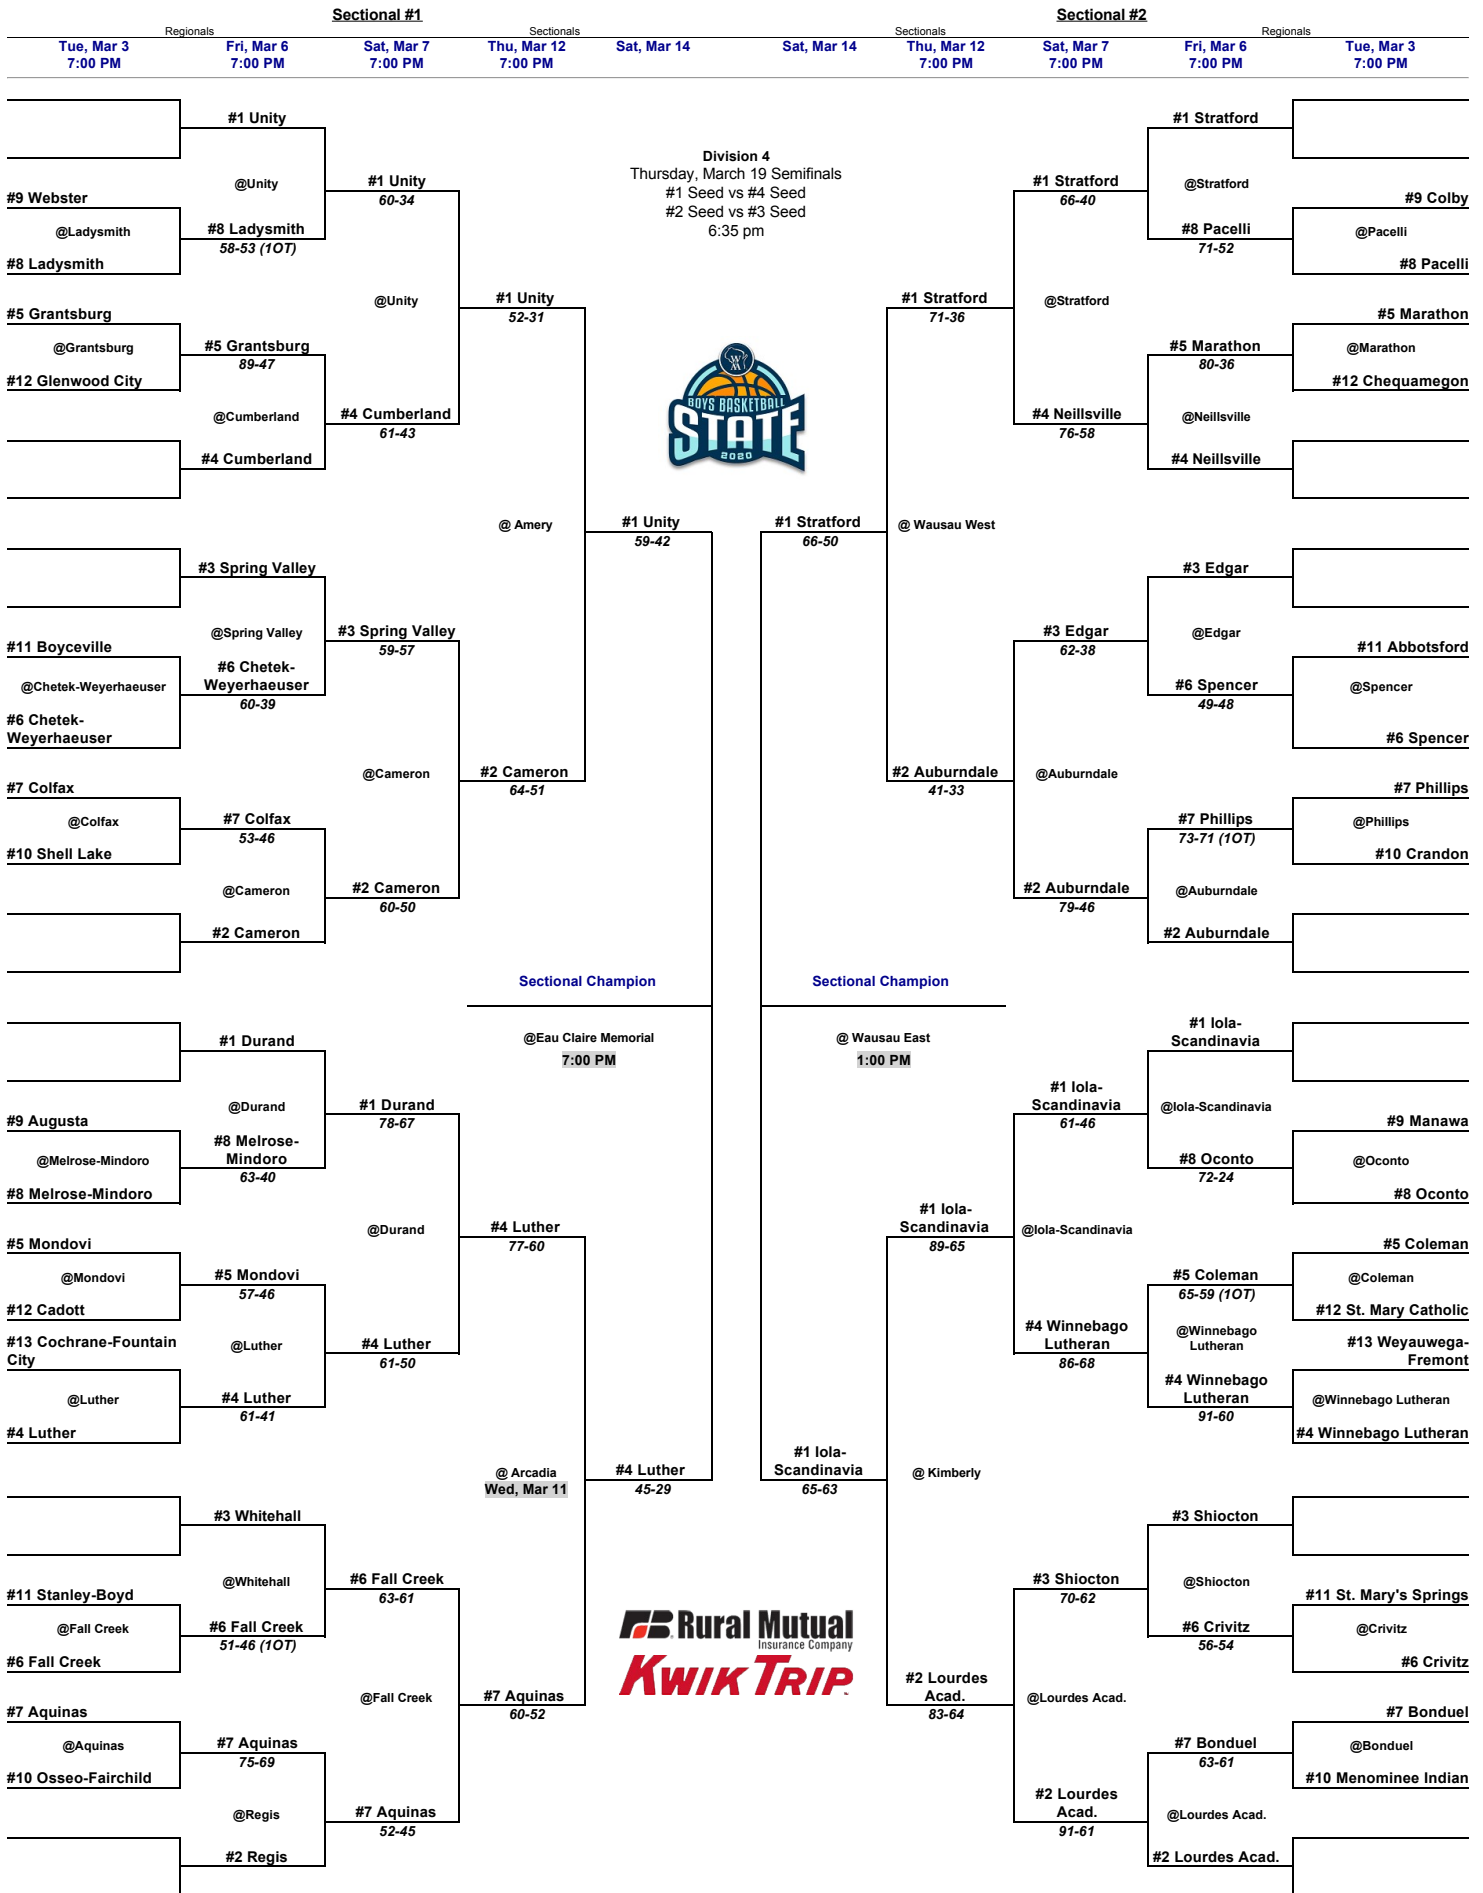 Sectional #1
Sectional #2
Regionals
Sectionals
Sectionals
Regionals
Tue, Mar 3
7:00 PM
Fri, Mar 6
7:00 PM
Sat, Mar 7
7:00 PM
Thu, Mar 12
7:00 PM
Sat, Mar 14
Sat, Mar 14
Thu, Mar 12
7:00 PM
Sat, Mar 7
7:00 PM
Fri, Mar 6
7:00 PM
Tue, Mar 3
7:00 PM
#1 Unity
@Unity
#1 Unity
60-34
#9 Webster
@Ladysmith
#8 Ladysmith
#8 Ladysmith
58-53 (1OT)
@Unity
#1 Unity
52-31
#5 Grantsburg
@Grantsburg
#12 Glenwood City
#5 Grantsburg
89-47
@Cumberland
#4 Cumberland
61-43
#4 Cumberland
@ Amery
#1 Unity
59-42
#3 Spring Valley
@Spring Valley
#3 Spring Valley
59-57
#11 Boyceville
@Chetek-Weyerhaeuser
#6 Chetek-
Weyerhaeuser
#6 Chetek-
Weyerhaeuser
60-39
@Cameron
#2 Cameron
64-51
#7 Colfax
@Colfax
#10 Shell Lake
#7 Colfax
53-46
@Cameron
#2 Cameron
60-50
#2 Cameron
Sectional Champion
@Eau Claire Memorial
7:00 PM
#1 Durand
@Durand
#1 Durand
78-67
#9 Augusta
@Melrose-Mindoro
#8 Melrose-Mindoro
#8 Melrose-
Mindoro
63-40
@Durand
#4 Luther
77-60
#5 Mondovi
@Mondovi
#12 Cadott
#5 Mondovi
57-46
@Luther
#4 Luther
61-50
#13 Cochrane-Fountain
City
@Luther
#4 Luther
#4 Luther
61-41
@ Arcadia
Wed, Mar 11
#4 Luther
45-29
#3 Whitehall
@Whitehall
#6 Fall Creek
63-61
#11 Stanley-Boyd
@Fall Creek
#6 Fall Creek
#6 Fall Creek
51-46 (1OT)
@Fall Creek
#7 Aquinas
60-52
#7 Aquinas
@Aquinas
#10 Osseo-Fairchild
#7 Aquinas
75-69
@Regis
#7 Aquinas
52-45
#2 Regis
Division 4
Thursday, March 19 Semifinals
#1 Seed vs #4 Seed
#2 Seed vs #3 Seed
6:35 pm
BOYS BASKETBALL
STATE
2020
#1 Stratford
@Stratford
#1 Stratford
66-40
#9 Colby
@Pacelli
#8 Pacelli
#8 Pacelli
71-52
@Stratford
#1 Stratford
71-36
#5 Marathon
@Marathon
#12 Chequamegon
#5 Marathon
80-36
@Neillsville
#4 Neillsville
76-58
#4 Neillsville
@ Wausau West
#1 Stratford
66-50
#3 Edgar
@Edgar
#3 Edgar
62-38
#11 Abbotsford
@Spencer
#6 Spencer
#6 Spencer
49-48
@Auburndale
#2 Auburndale
41-33
#7 Phillips
@Phillips
#10 Crandon
#7 Phillips
73-71 (1OT)
@Auburndale
#2 Auburndale
79-46
#2 Auburndale
Sectional Champion
@ Wausau East
1:00 PM
#1 Iola-
Scandinavia
@Iola-Scandinavia
#1 Iola-
Scandinavia
61-46
#9 Manawa
@Oconto
#8 Oconto
#8 Oconto
72-24
@Iola-Scandinavia
#1 Iola-
Scandinavia
89-65
#5 Coleman
@Coleman
#12 St. Mary Catholic
#5 Coleman
65-59 (1OT)
@Winnebago
Lutheran
#4 Winnebago
Lutheran
86-68
#13 Weyauwega-
Fremont
@Winnebago Lutheran
#4 Winnebago Lutheran
#4 Winnebago
Lutheran
91-60
@ Kimberly
#1 Iola-
Scandinavia
65-63
#3 Shiocton
@Shiocton
#3 Shiocton
70-62
#11 St. Mary's Springs
@Crivitz
#6 Crivitz
#6 Crivitz
56-54
@Lourdes Acad.
#2 Lourdes
Acad.
83-64
#7 Bonduel
@Bonduel
#10 Menominee Indian
#7 Bonduel
63-61
@Lourdes Acad.
#2 Lourdes
Acad.
91-61
#2 Lourdes Acad.
Rural Mutual
Insurance Company
KWIK TRIP